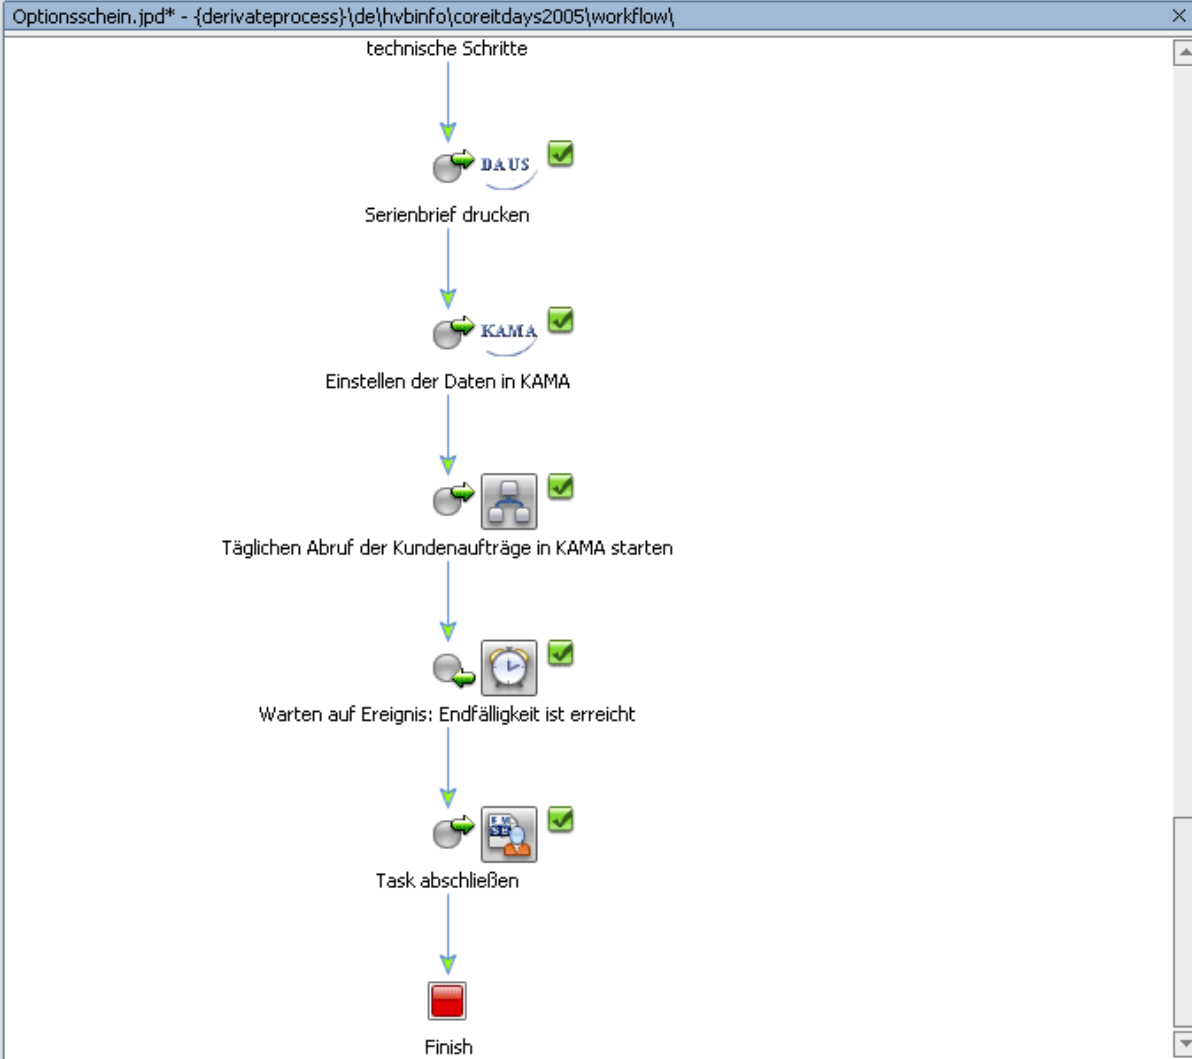 Optionsschein.jpd* - {derivateprocess}\de\hvbinfo\coreitdays2005\workflow\
technische Schritte
DAUS
Serienbrief drucken
KAMA
Einstellen der Daten in KAMA
Täglichen Abruf der Kundenaufträge in KAMA starten
Warten auf Ereignis: Endfälligkeit ist erreicht
Task abschließen
Finish